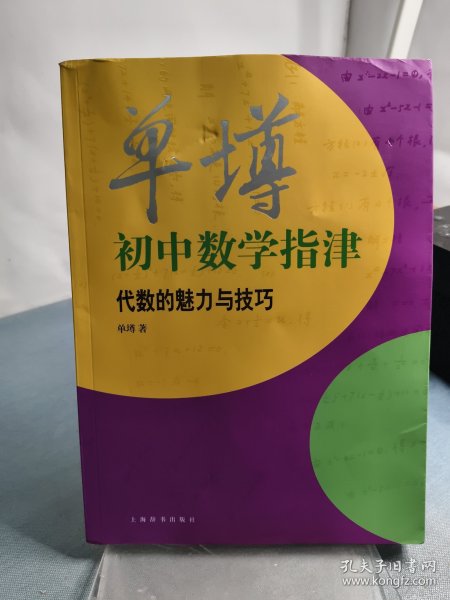 单墫
初中数学指津
代数的魅力与技巧
单墫 著
上海辞书出版社
孔夫子旧书网
www.kongfz.com